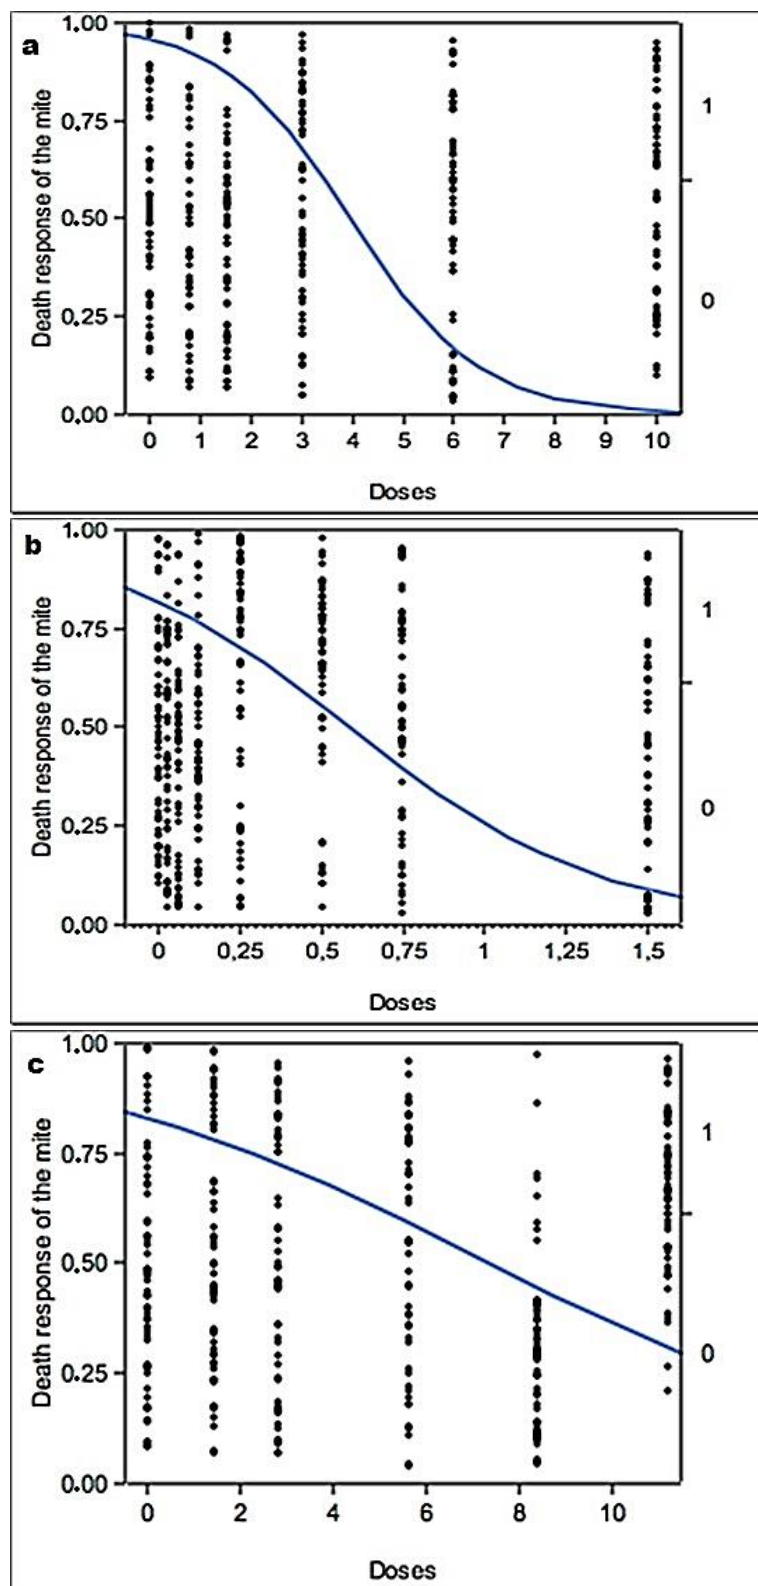 a
1.00
0.75
0.50
0.25
0.00
Death response of the mite
1
0
0 1 2 3 4 5 6 7 8 9 10
Doses
b
1.00
0.75
0.50
0.25
0.00
Death response of the mite
1
0
0 0,25 0,5 0,75 1 1,25 1,5
Doses
c
1.00
0.75
0.50
0.25
0.00
Death response of the mite
1
0
0 2 4 6 8 10
Doses